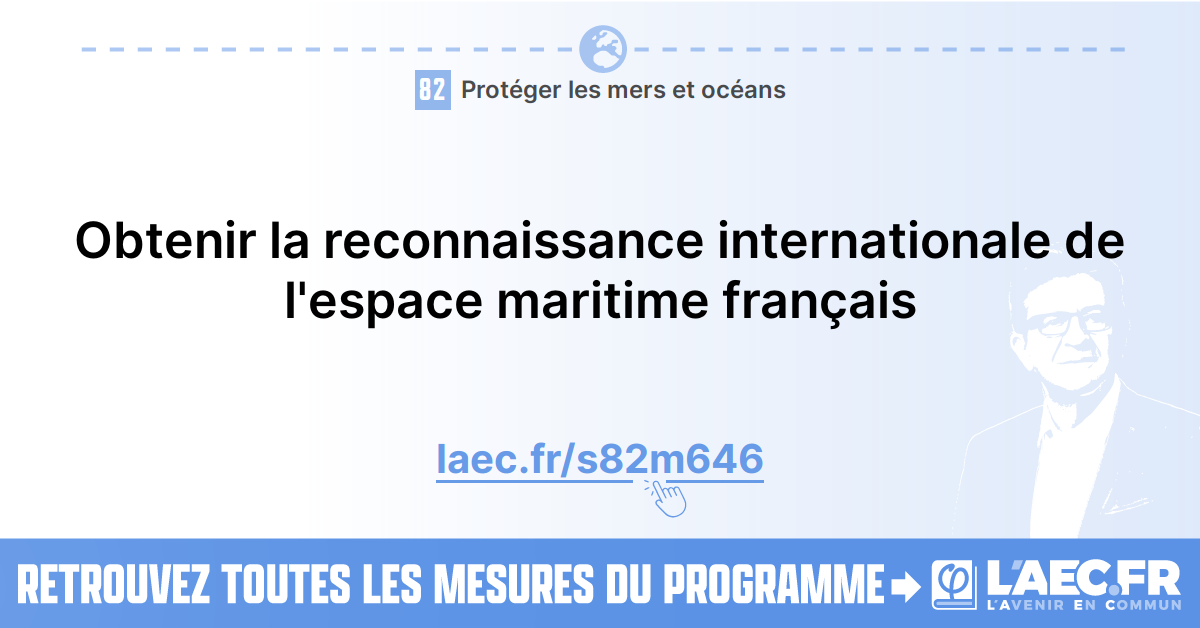 82 Protéger les mers et océans
Obtenir la reconnaissance internationale de
l'espace maritime français
laec.fr/s82m646
RETROUVEZ TOUTES LES MESURES DU PROGRAMME
L'AEC.FR
L'AVENIR EN COMMUN